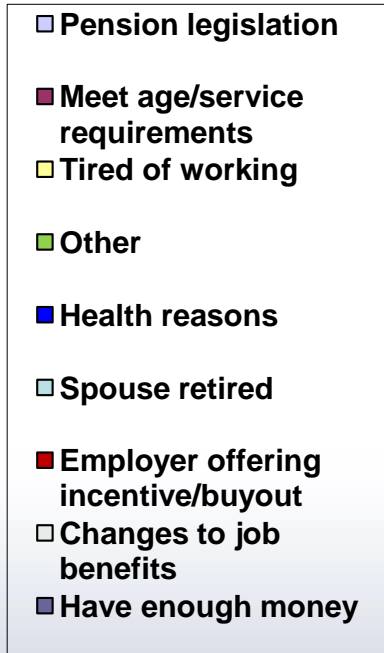 Pension legislation
Meet age/service
requirements
Tired of working
Other
Health reasons
Spouse retired
Employer offering
incentive/buyout
Changes to job
benefits
Have enough money